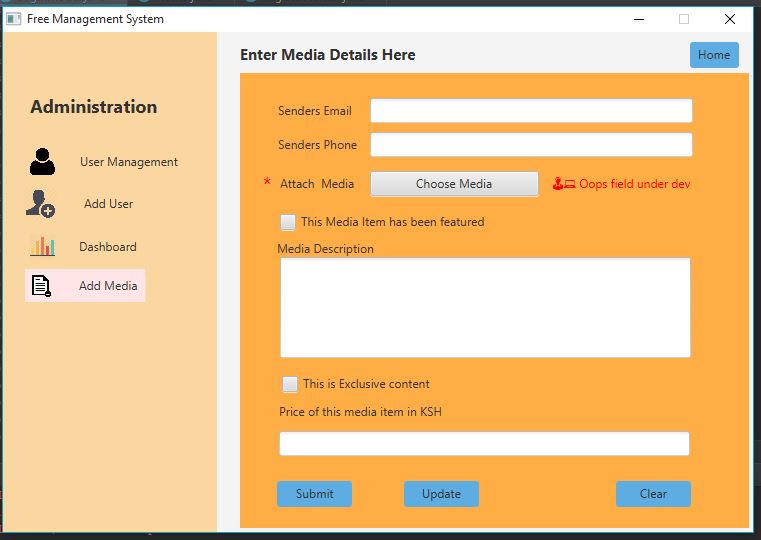 Free Management System
Enter Media Details Here
Home
Administration
User Management
Add User
Dashboard
Add Media
Senders Email
Senders Phone
* Attach Media
Choose Media
Oops field under dev
This Media Item has been featured
Media Description
This is Exclusive content
Price of this media item in KSH
Submit
Update
Clear